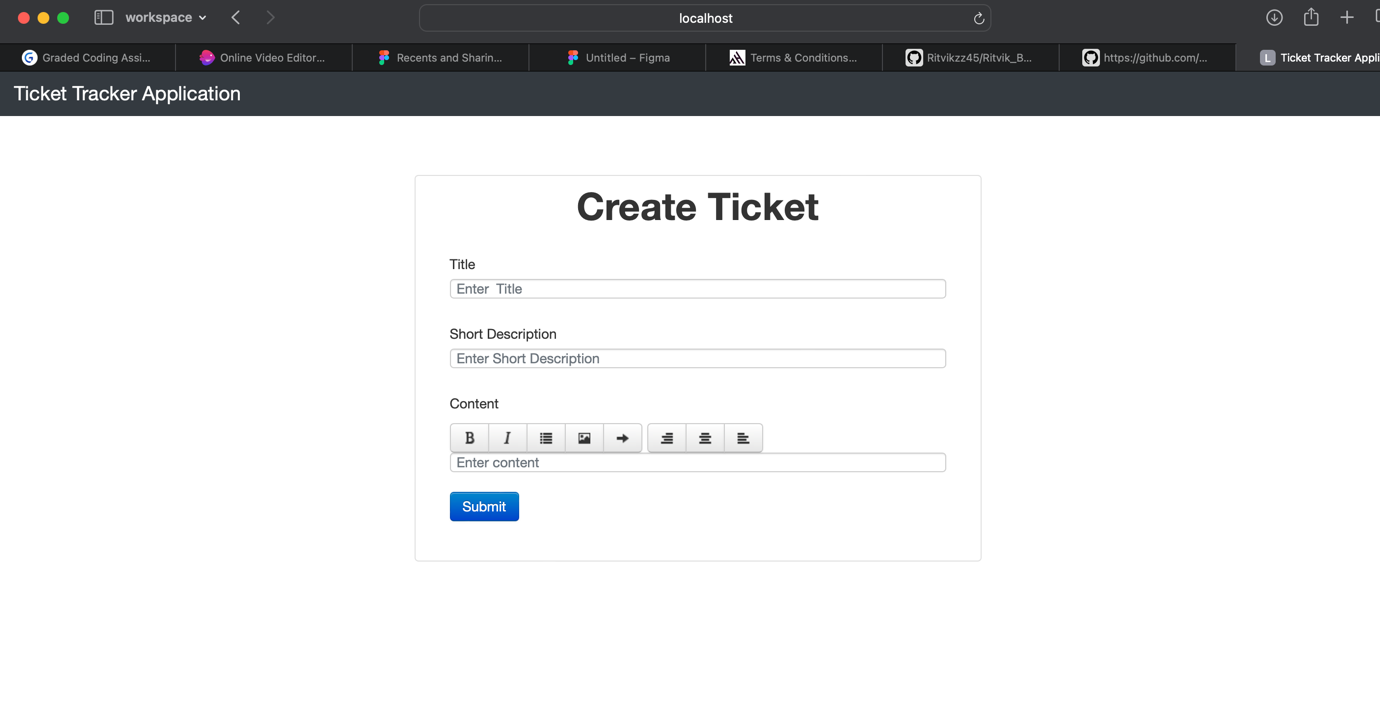 workspace
localhost
Graded Coding Assi...
Online Video Editor...
Recents and Sharin...
Untitled – Figma
Terms & Conditions...
Ritvikzz45/Ritvik_B...
https://github.com/...
L Ticket Tracker Appli
Ticket Tracker Application
Create Ticket
Title
Enter  Title
Short Description
Enter Short Description
Content
B I
Enter content
Submit